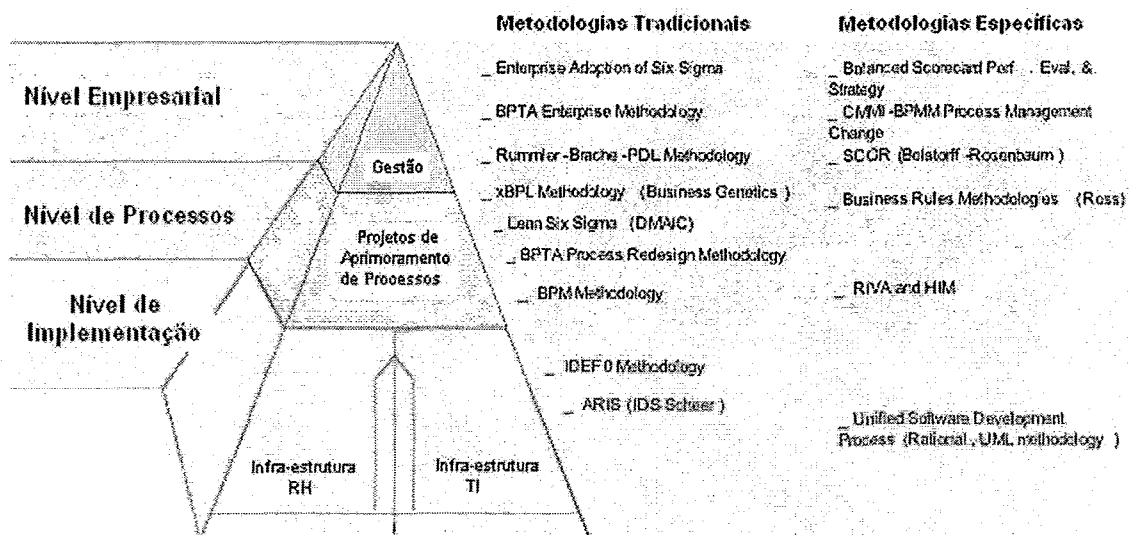 Metodologias Tradicionais
Metodologias Específicas
Nível Empresarial
Nível de Processos
Nível de
Implementação
Gestão
Projetos de
Aprimoramento
de Processos
Infra-estrutura
RH
Infra-estrutura
TI
_ Enterprise Adoption of Six Sigma
_ BPTA Enterprise Methodology
_ Rummler -Brache -PDL Methodology
_ xBPL Methodology (Business Genetics )
_ Lean Six Sigma (DMAIC)
_ BPTA Process Redesign Methodology
_ BPM Methodology
_ IDEF0 Methodology
_ ARIS (IDS Scheer )
_ Balanced Scorecard Perf . Eval. &
Strategy
_ CMMI -BPMM Process Management
Change
_ SCOR (Bolstorff -Rosenbaum )
_ Business Rules Methodologies (Ross)
_ RIVA and HIM
_ Unified Software Development
Process (Rational , UML methodology )